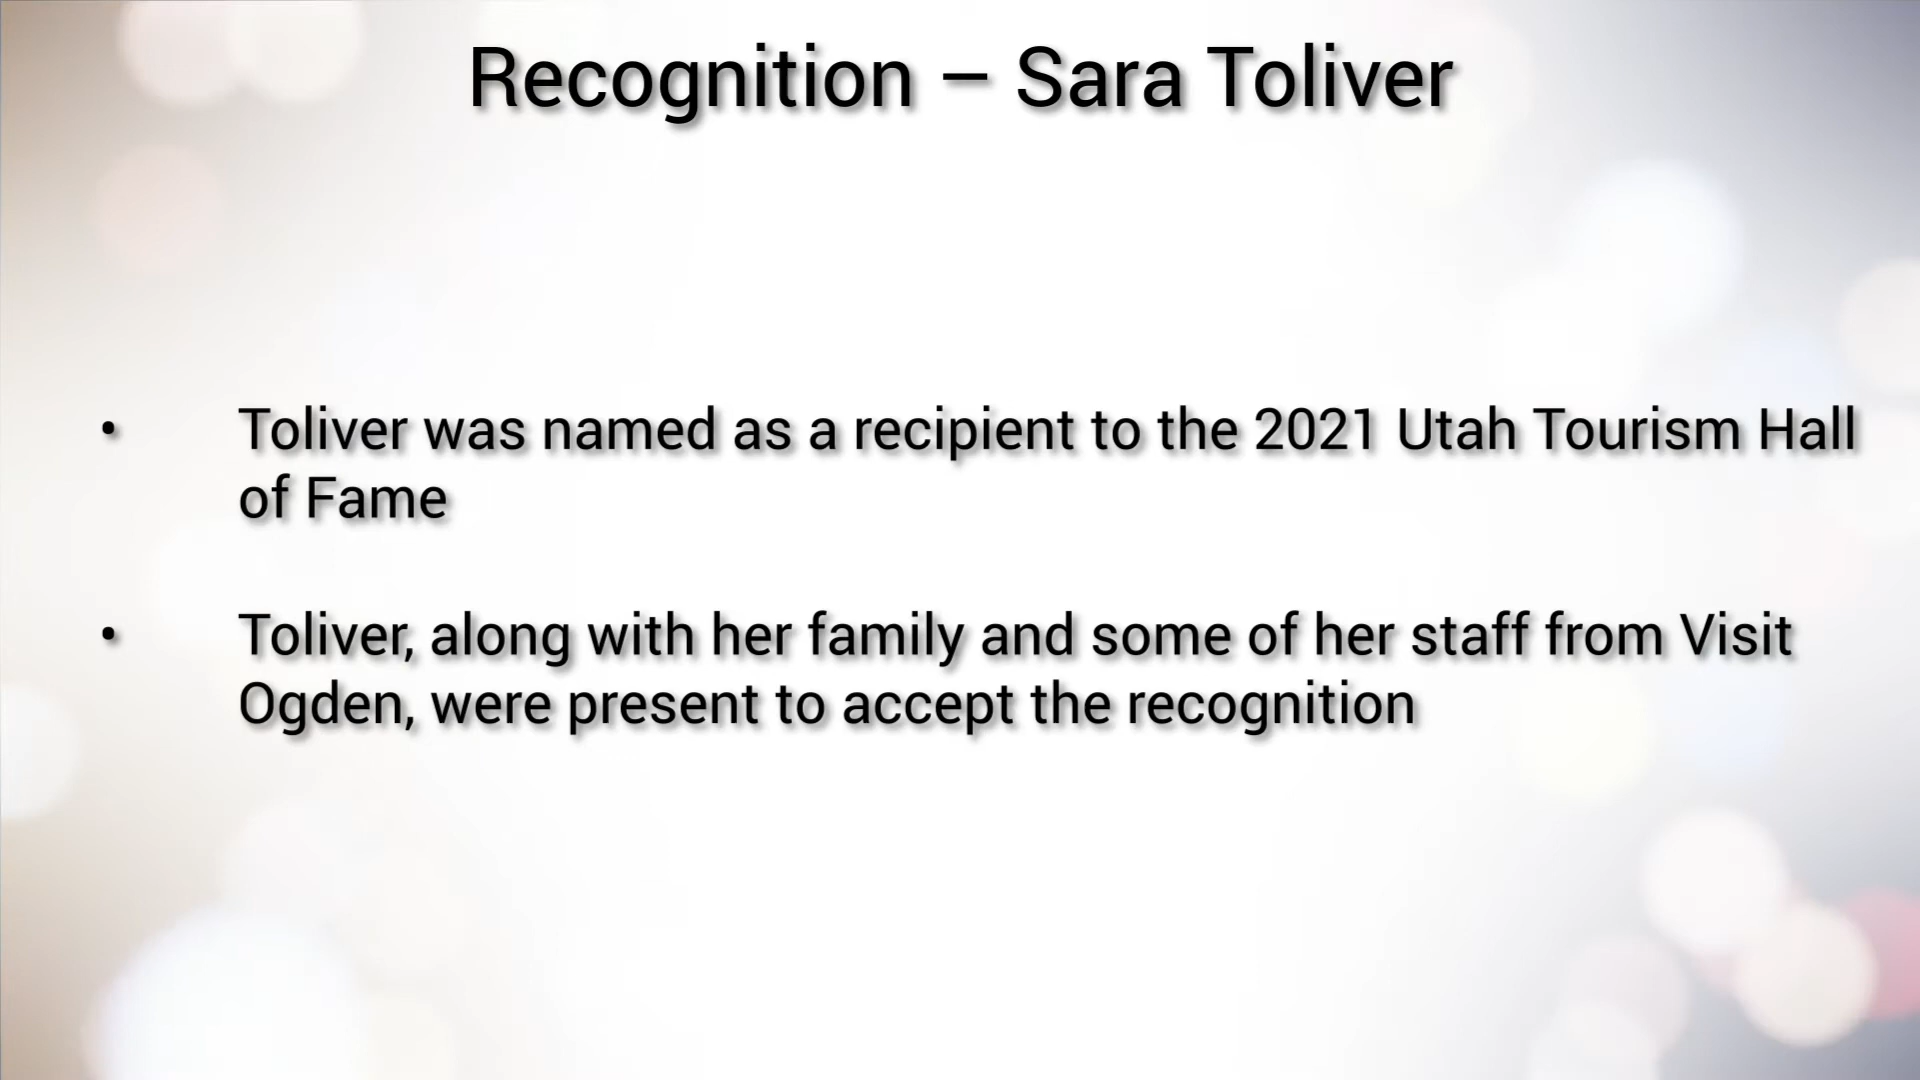 Recognition – Sara Toliver
• Toliver was named as a recipient to the 2021 Utah Tourism Hall
of Fame
• Toliver, along with her family and some of her staff from Visit
Ogden, were present to accept the recognition